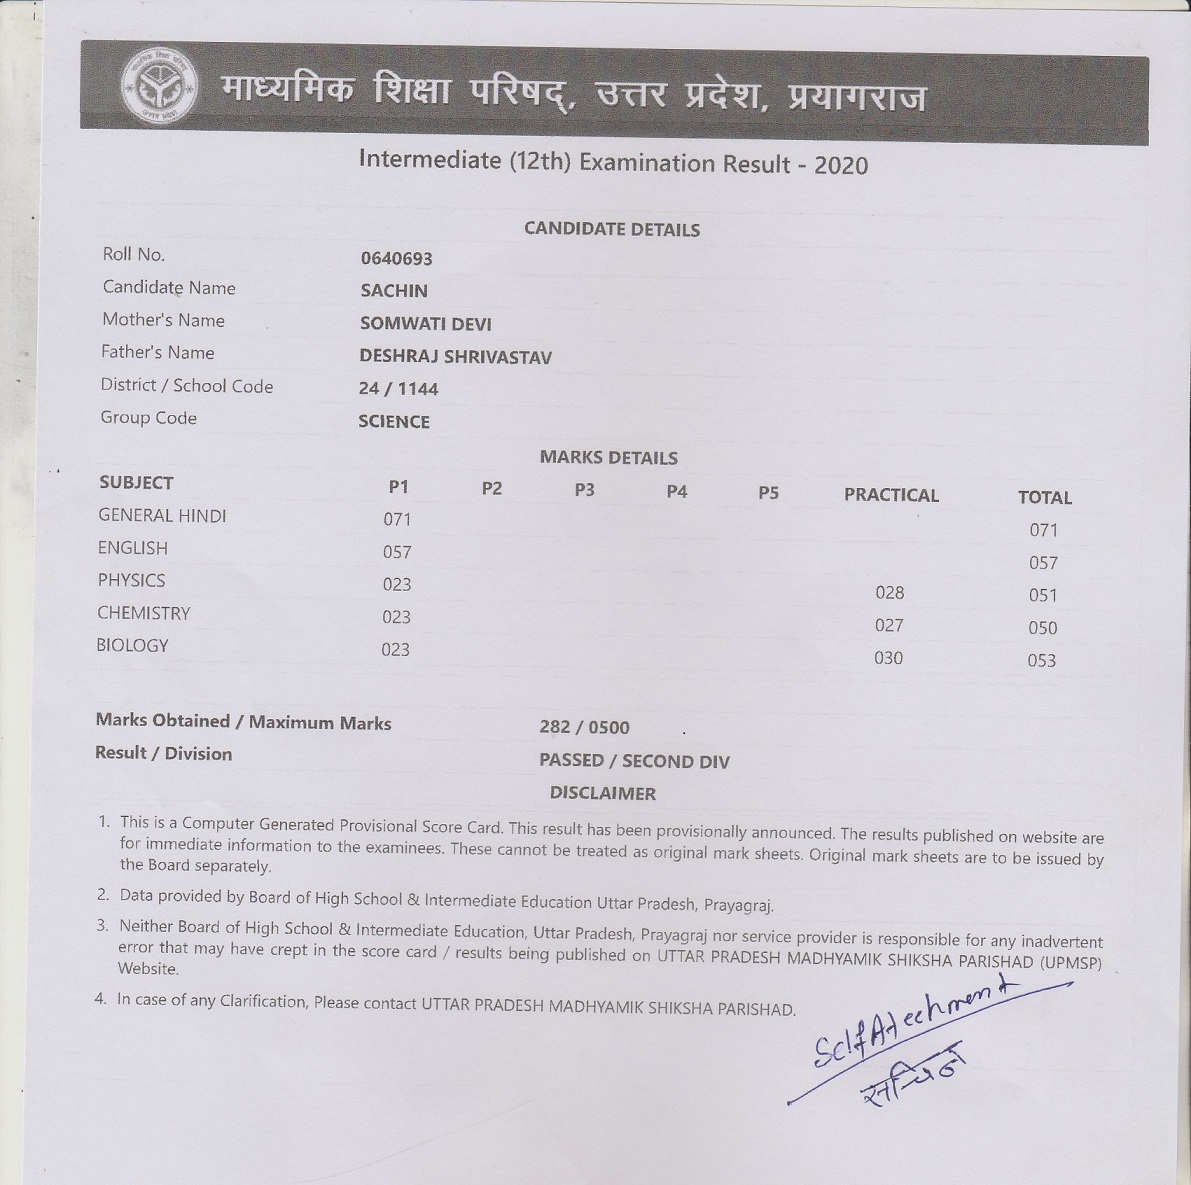 माध्यमिक शिक्षा परिषद्, उत्तर प्रदेश, प्रयागराज
Intermediate (12th) Examination Result - 2020
CANDIDATE DETAILS
Roll No. 0640693
Candidate Name SACHIN
Mother's Name SOMWATI DEVI
Father's Name DESHRAJ SHRIVASTAV
District / School Code 24 / 1144
Group Code SCIENCE
MARKS DETAILS
SUBJECT P1 P2 P3 P4 P5 PRACTICAL TOTAL
GENERAL HINDI 071 071
ENGLISH 057 057
PHYSICS 023 028 051
CHEMISTRY 023 027 050
BIOLOGY 023 030 053
Marks Obtained / Maximum Marks 282 / 0500
Result / Division PASSED / SECOND DIV
DISCLAIMER
1. This is a Computer Generated Provisional Score Card. This result has been provisionally announced. The results published on website are
for immediate information to the examinees. These cannot be treated as original mark sheets. Original mark sheets are to be issued by
the Board separately.
2. Data provided by Board of High School & Intermediate Education Uttar Pradesh, Prayagraj.
3. Neither Board of High School & Intermediate Education, Uttar Pradesh, Prayagraj nor service provider is responsible for any inadvertent
error that may have crept in the score card / results being published on UTTAR PRADESH MADHYAMIK SHIKSHA PARISHAD (UPMSP)
Website.
4. In case of any Clarification, Please contact UTTAR PRADESH MADHYAMIK SHIKSHA PARISHAD.
Self Atechment
सचिन